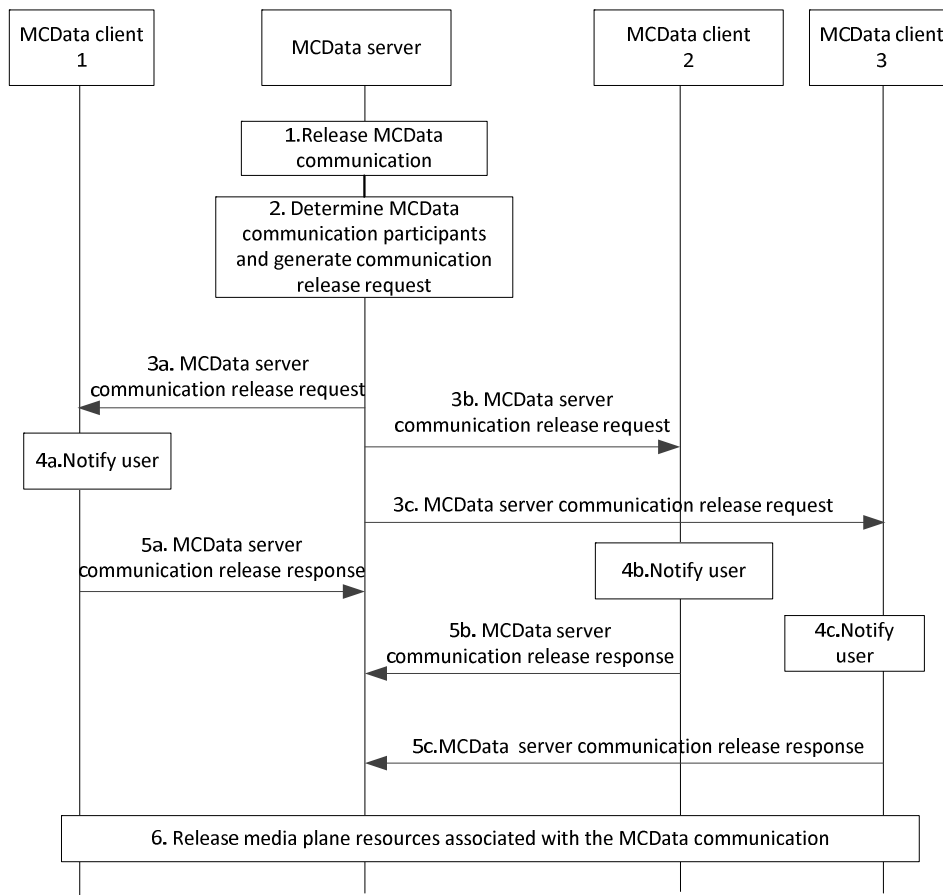 MCData client
1
MCData server
MCData client
2
MCData client
3
1.Release MCData
communication
2. Determine MCData
communication participants
and generate communication
release request
3a. MCData server
communication release request
3b. MCData server
communication release request
4a.Notify user
3c. MCData server communication release request
5a. MCData server
communication release response
4b.Notify user
4c.Notify
user
5b. MCData server
communication release response
5c.MCData server communication release response
6. Release media plane resources associated with the MCData communication